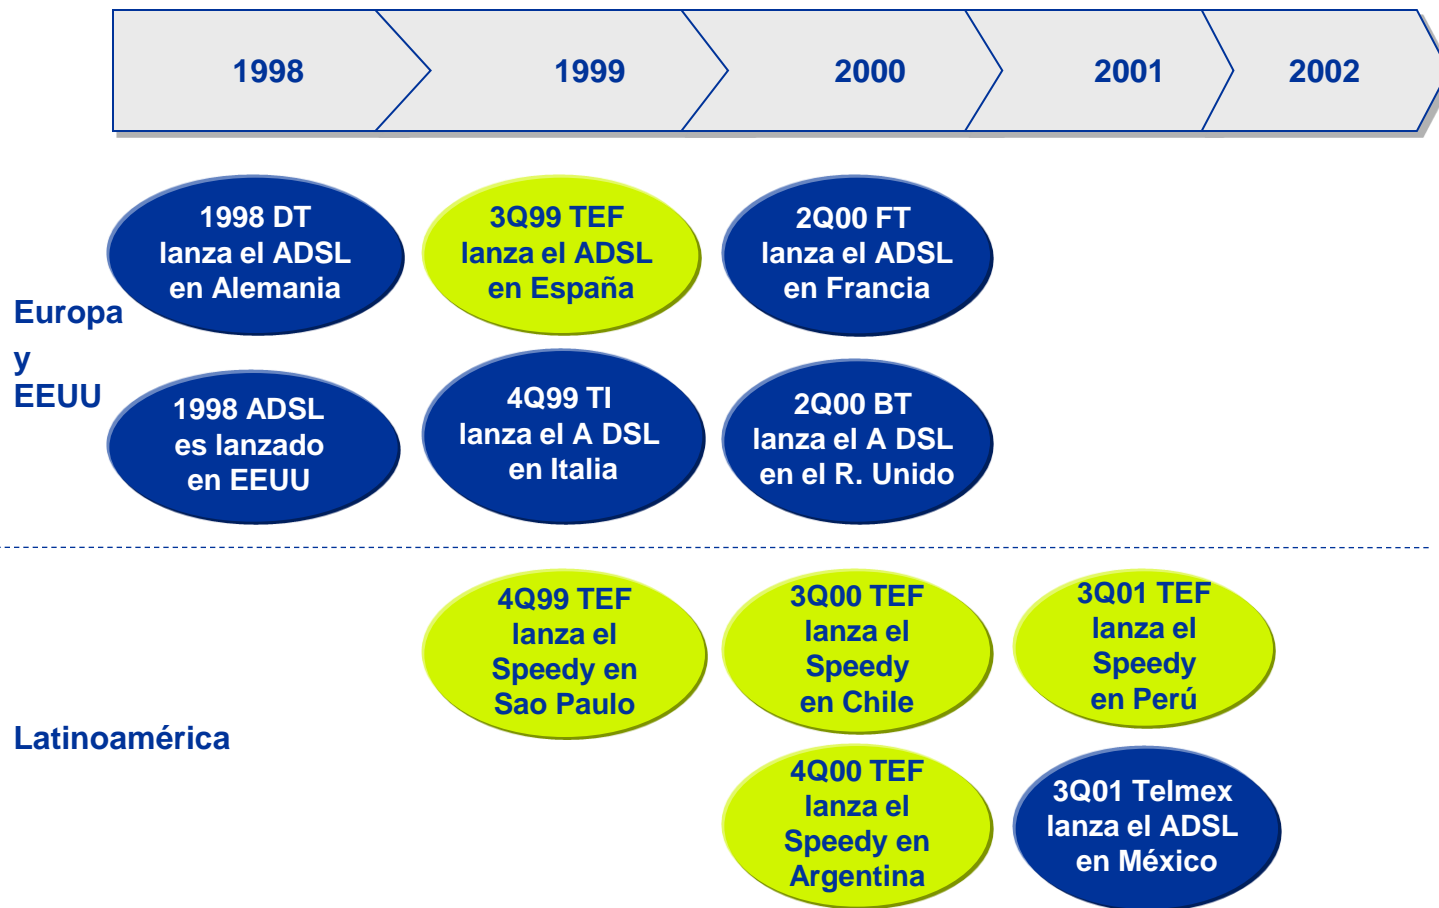 1998
1999
2000
2001
2002
Europa
y
EEUU
1998 DT
lanza el ADSL
en Alemania
3Q99 TEF
lanza el ADSL
en España
2Q00 FT
lanza el ADSL
en Francia
1998 ADSL
es lanzado
en EEUU
4Q99 TI
lanza el A DSL
en Italia
2Q00 BT
lanza el A DSL
en el R. Unido
Latinoamérica
4Q99 TEF
lanza el
Speedy en
Sao Paulo
3Q00 TEF
lanza el
Speedy
en Chile
3Q01 TEF
lanza el
Speedy
en Perú
4Q00 TEF
lanza el
Speedy en
Argentina
3Q01 Telmex
lanza el ADSL
en México